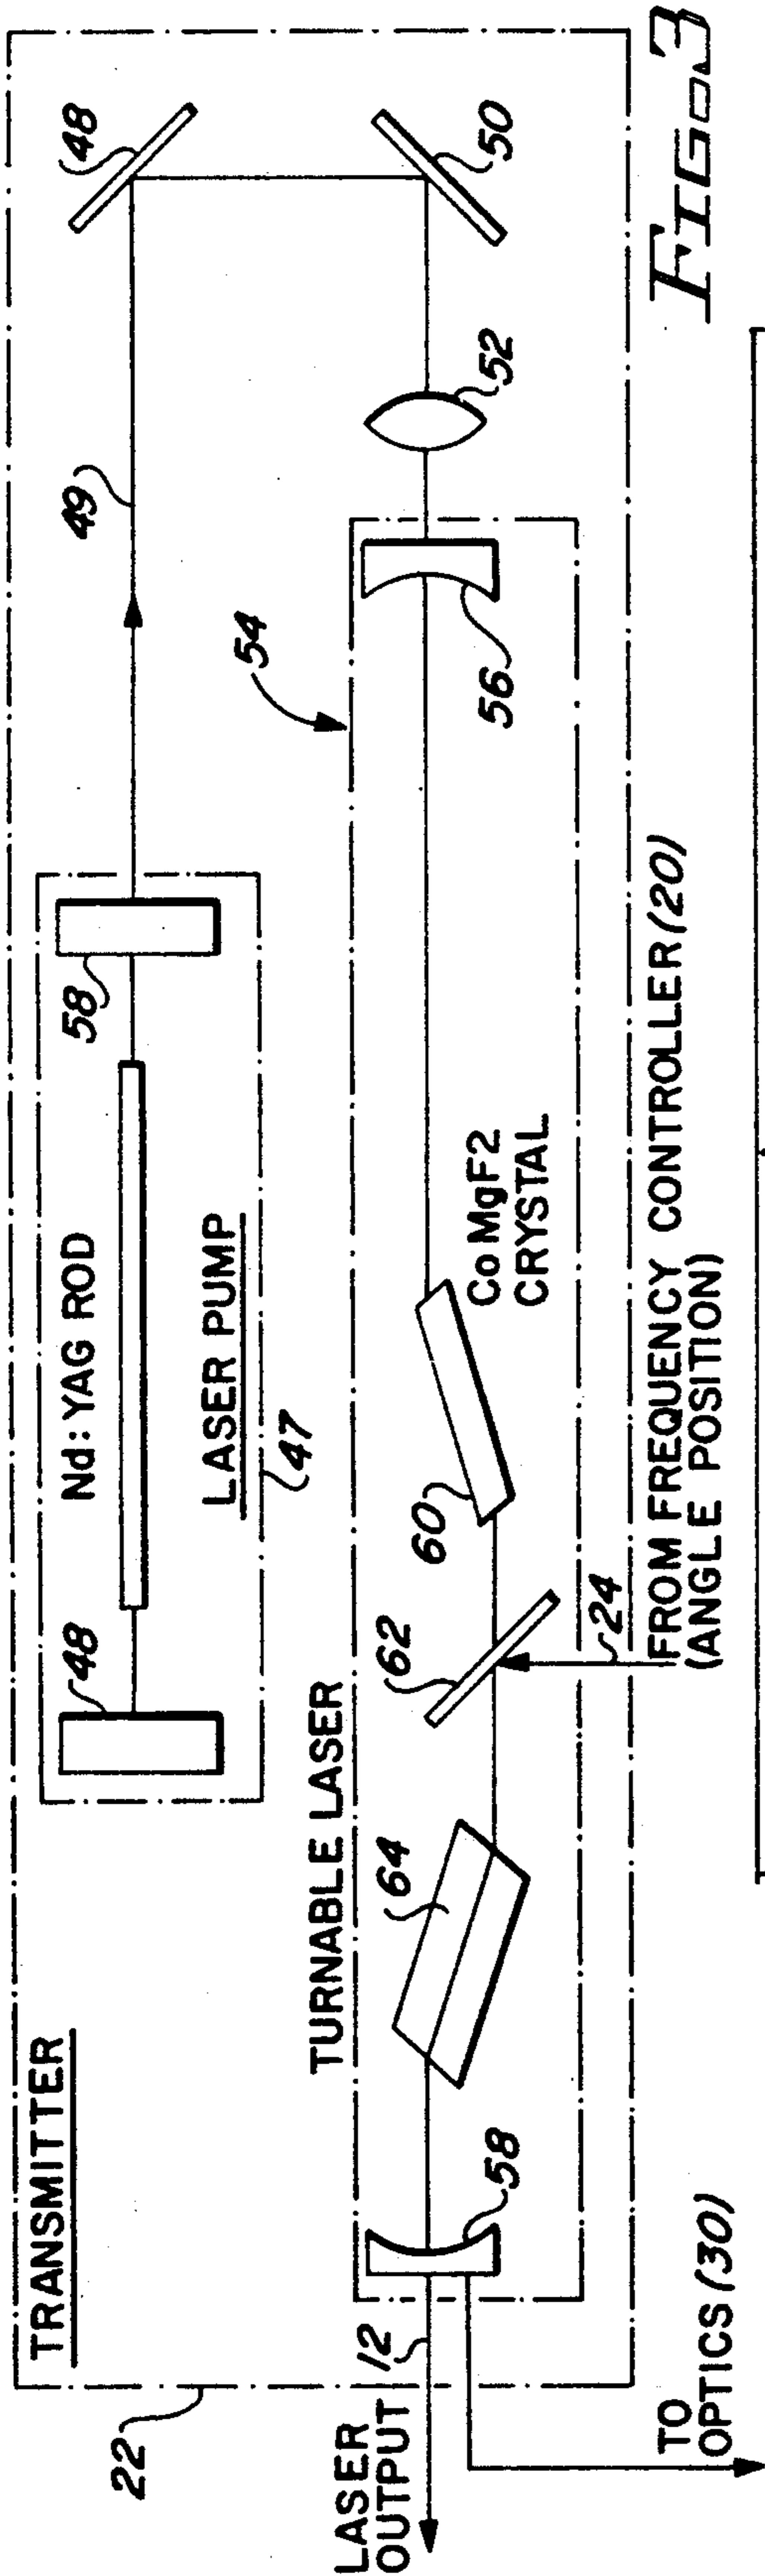 TRANSMITTER
22
48
Nd: YAG ROD
58
LASER PUMP
47
49
48
50
52
54
TURNABLE LASER
56
64
62
60
Co MgF2
CRYSTAL
58
12
LASER
OUTPUT
24
FROM FREQUENCY CONTROLLER (20)
(ANGLE POSITION)
TO
OPTICS (30)
FIG. 3